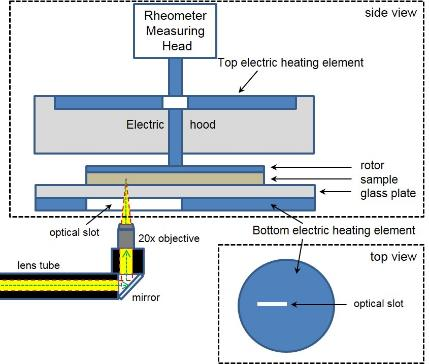 side view
Rheometer
Measuring
Head
Top electric heating element
Electric hood
rotor
sample
glass plate
optical slot
20x objective
Bottom electric heating element
lens tube
mirror
top view
optical slot